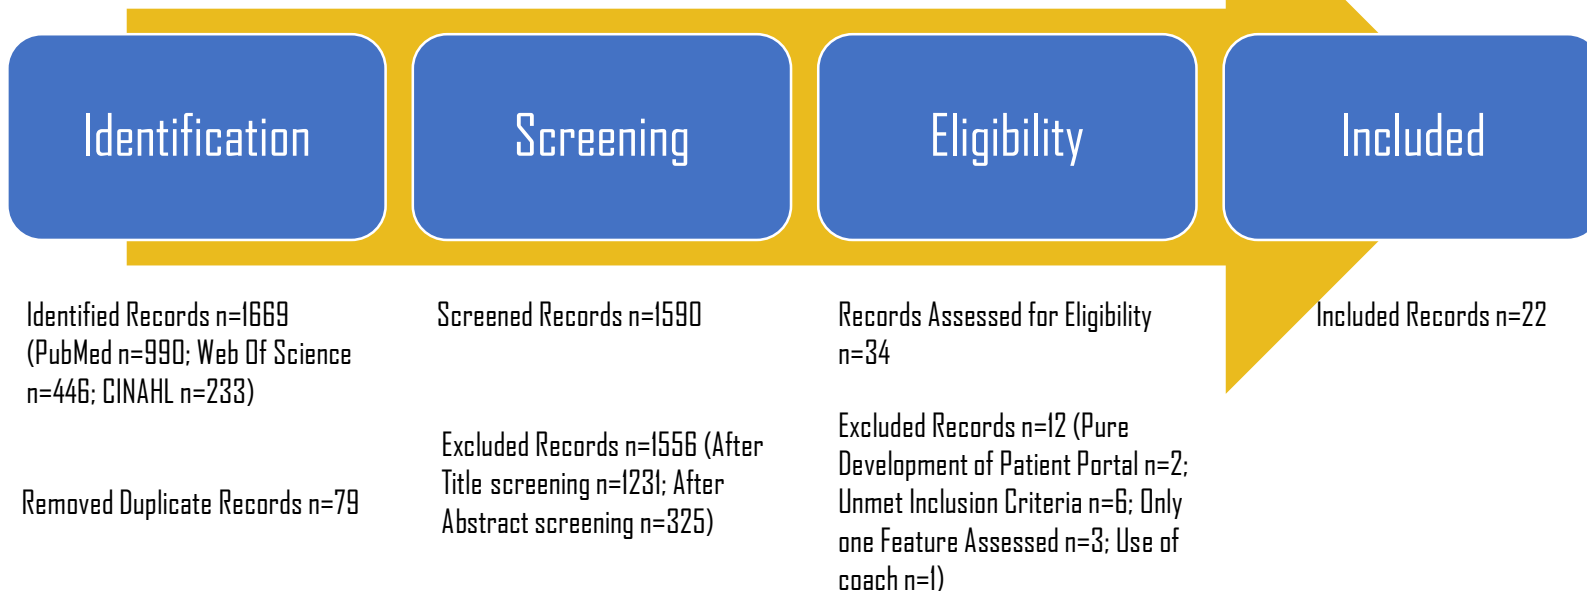 Identification
Screening
Eligibility
Included
Identified Records n=1669
(PubMed n=990; Web Of Science
n=446; CINAHL n=233)
Removed Duplicate Records n=79
Screened Records n=1590
Excluded Records n=1556 (After
Title screening n=1231; After
Abstract screening n=325)
Records Assessed for Eligibility
n=34
Excluded Records n=12 (Pure
Development of Patient Portal n=2;
Unmet Inclusion Criteria n=6; Only
one Feature Assessed n=3; Use of
coach n=1)
Included Records n=22